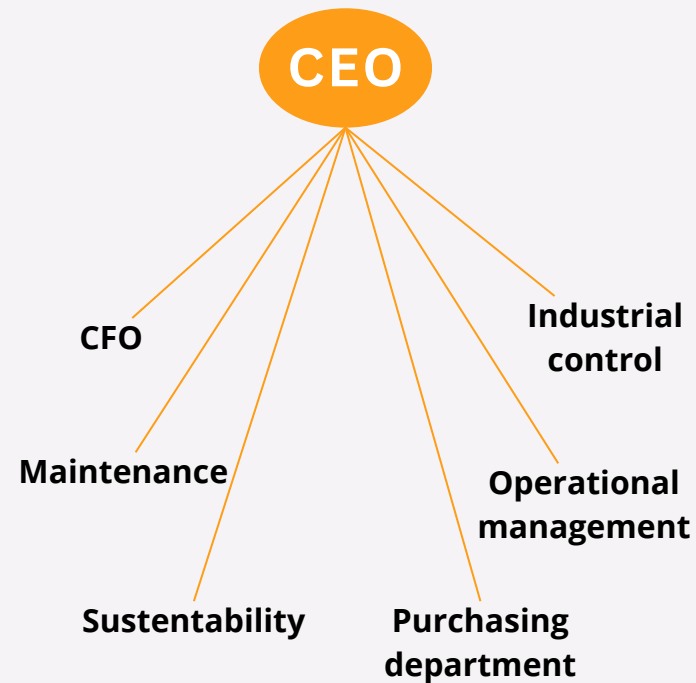 CEO
CFO
Industrial
control
Maintenance
Operational
management
Sustentability
Purchasing
department